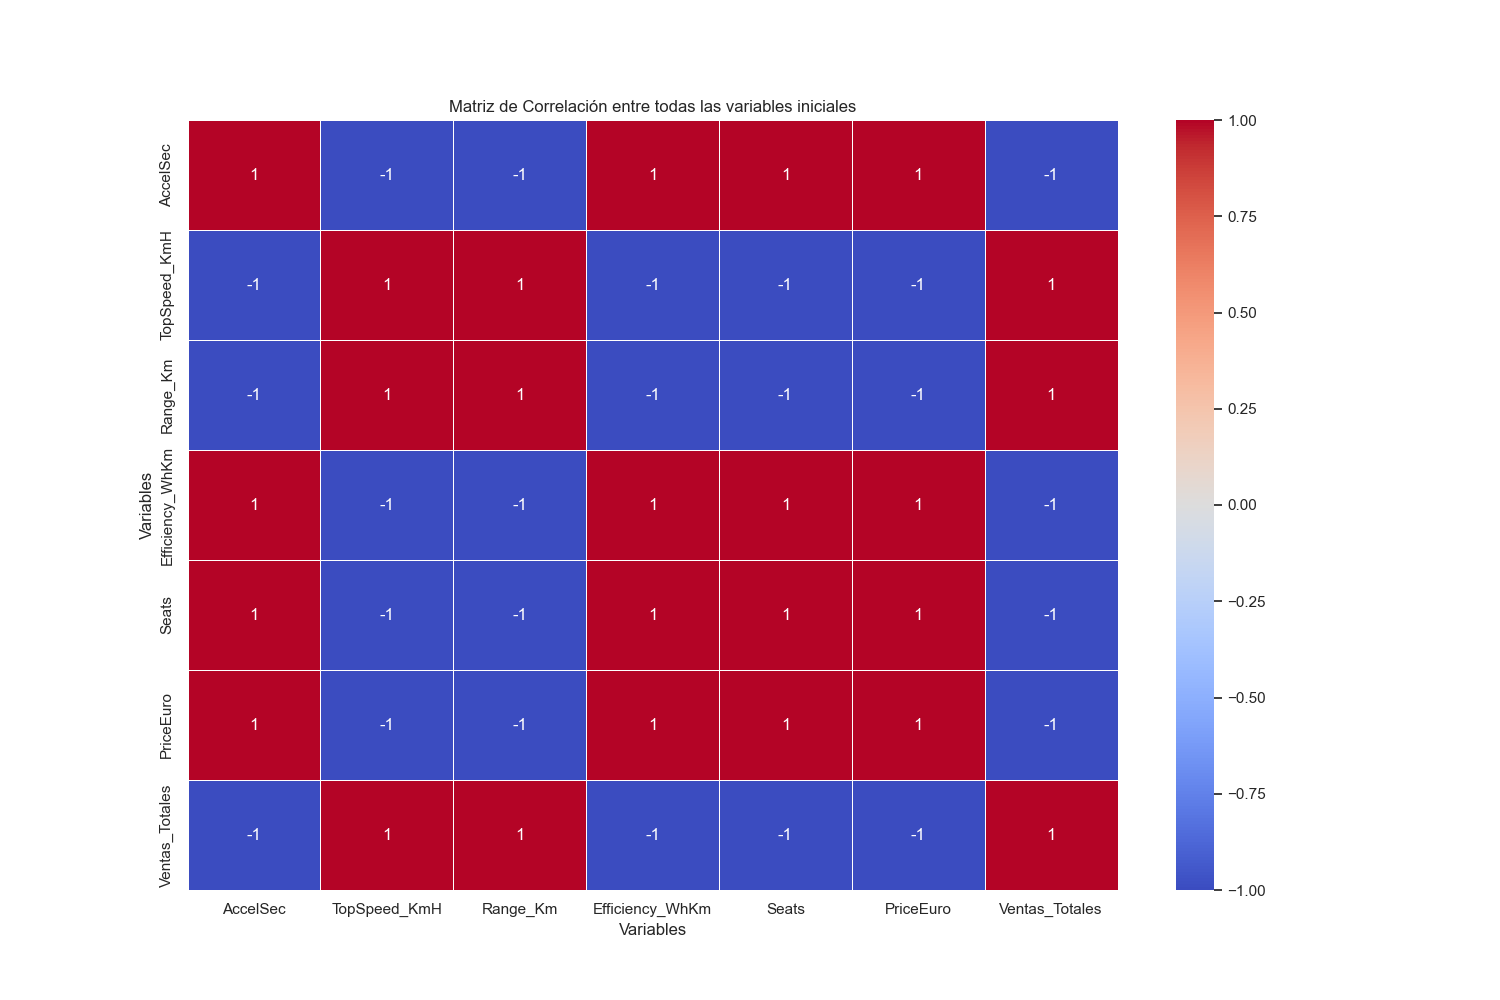 Matriz de Correlación entre todas las variables iniciales
AccelSec 1 -1 -1 1 1 1 -1
TopSpeed_KmH -1 1 1 -1 -1 -1 1
Range_Km -1 1 1 -1 -1 -1 1
Efficiency_WhKm 1 -1 -1 1 1 1 -1
Seats 1 -1 -1 1 1 1 -1
PriceEuro 1 -1 -1 1 1 1 -1
Ventas_Totales -1 1 1 -1 -1 -1 1
Variables
AccelSec TopSpeed_KmH Range_Km Efficiency_WhKm Seats PriceEuro Ventas_Totales
Variables
1.00
0.75
0.50
0.25
0.00
−0.25
−0.50
−0.75
−1.00